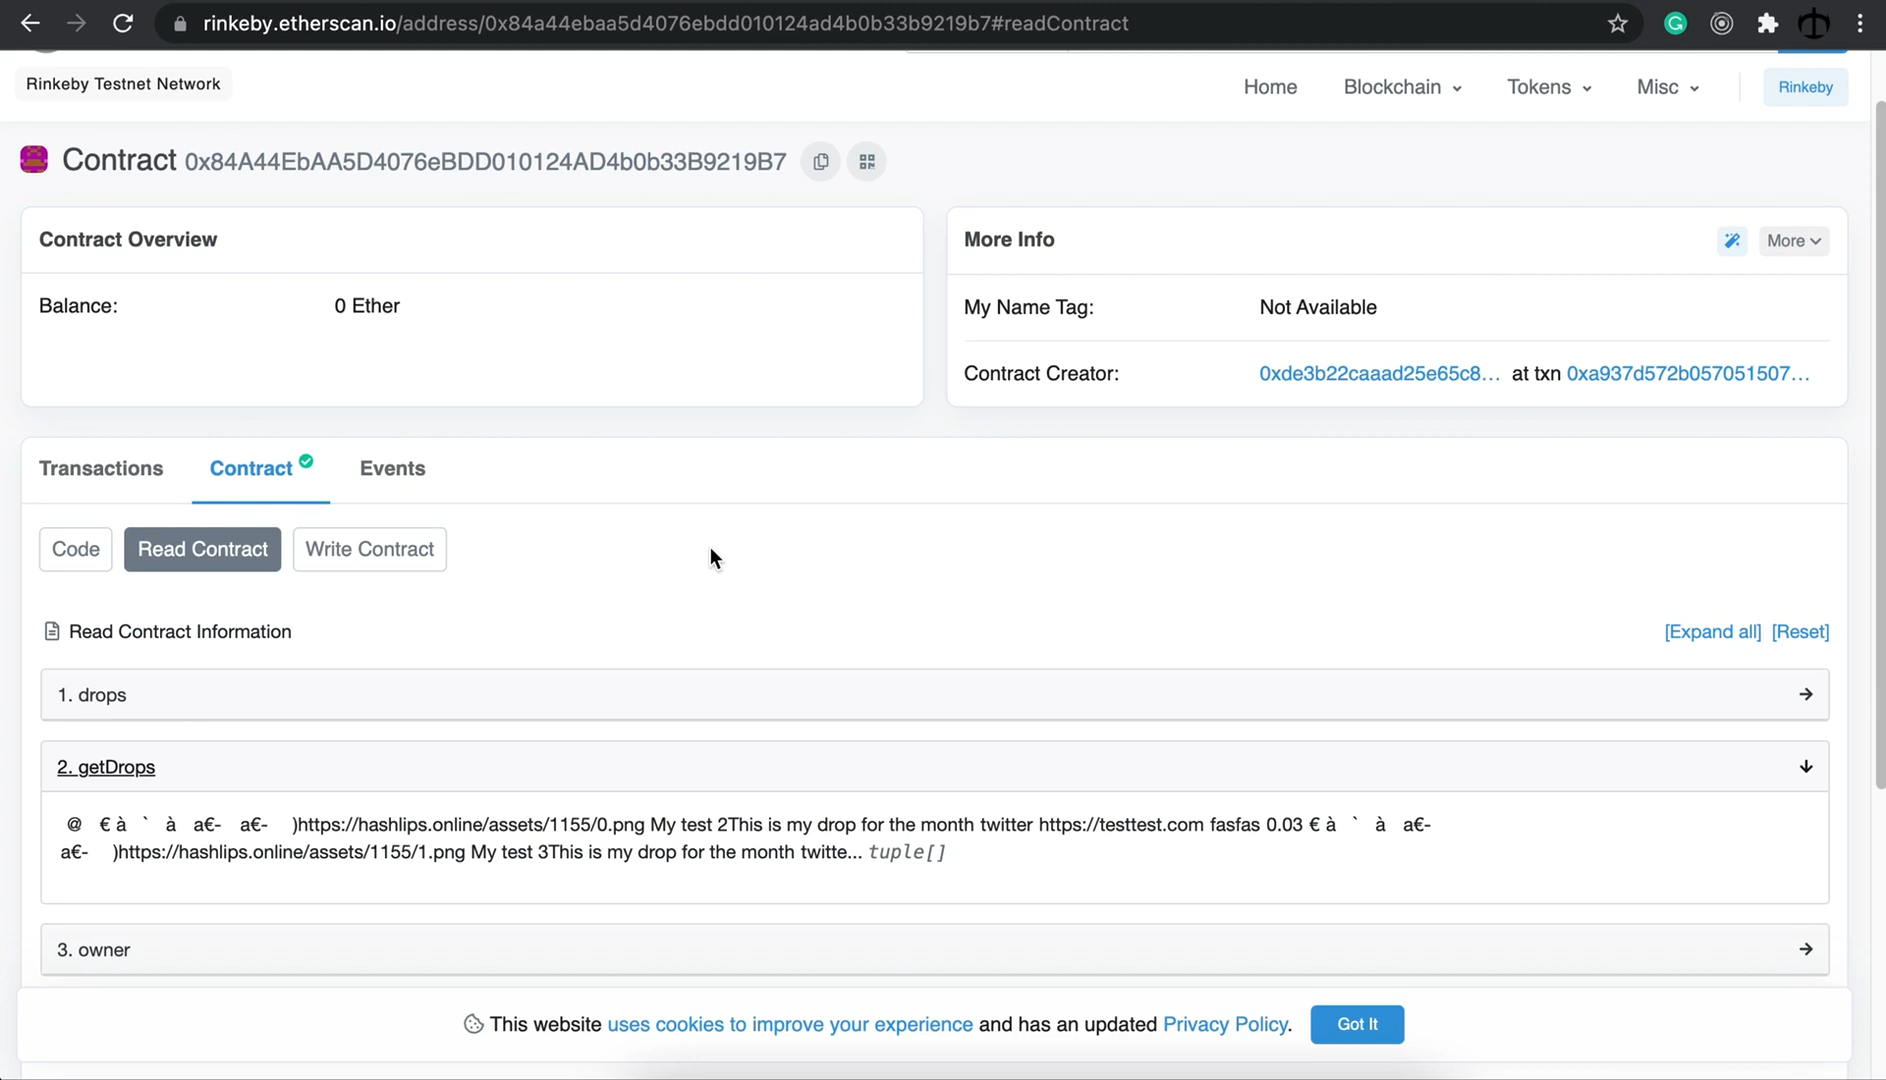 rinkeby.etherscan.io/address/0x84a44ebaa5d4076ebdd010124ad4b0b33b9219b7#readContract
Rinkeby Testnet Network
Home Blockchain Tokens Misc Rinkeby
Contract 0x84A44EbAA5D4076eBDD010124AD4b0b33B9219B7
Contract Overview
Balance: 0 Ether
More Info
More
My Name Tag: Not Available
Contract Creator: 0xde3b22caaad25e65c8... at txn 0xa937d572b057051507...
Transactions Contract Events
Code Read Contract Write Contract
Read Contract Information [Expand all] [Reset]
1. drops
2. getDrops
@ € à ` à a€- a€- )https://hashlips.online/assets/1155/0.png My test 2This is my drop for the month twitter https://testtest.com fasfas 0.03 € à ` à a€-
a€- )https://hashlips.online/assets/1155/1.png My test 3This is my drop for the month twitte... tuple[]
3. owner
This website uses cookies to improve your experience and has an updated Privacy Policy. Got It